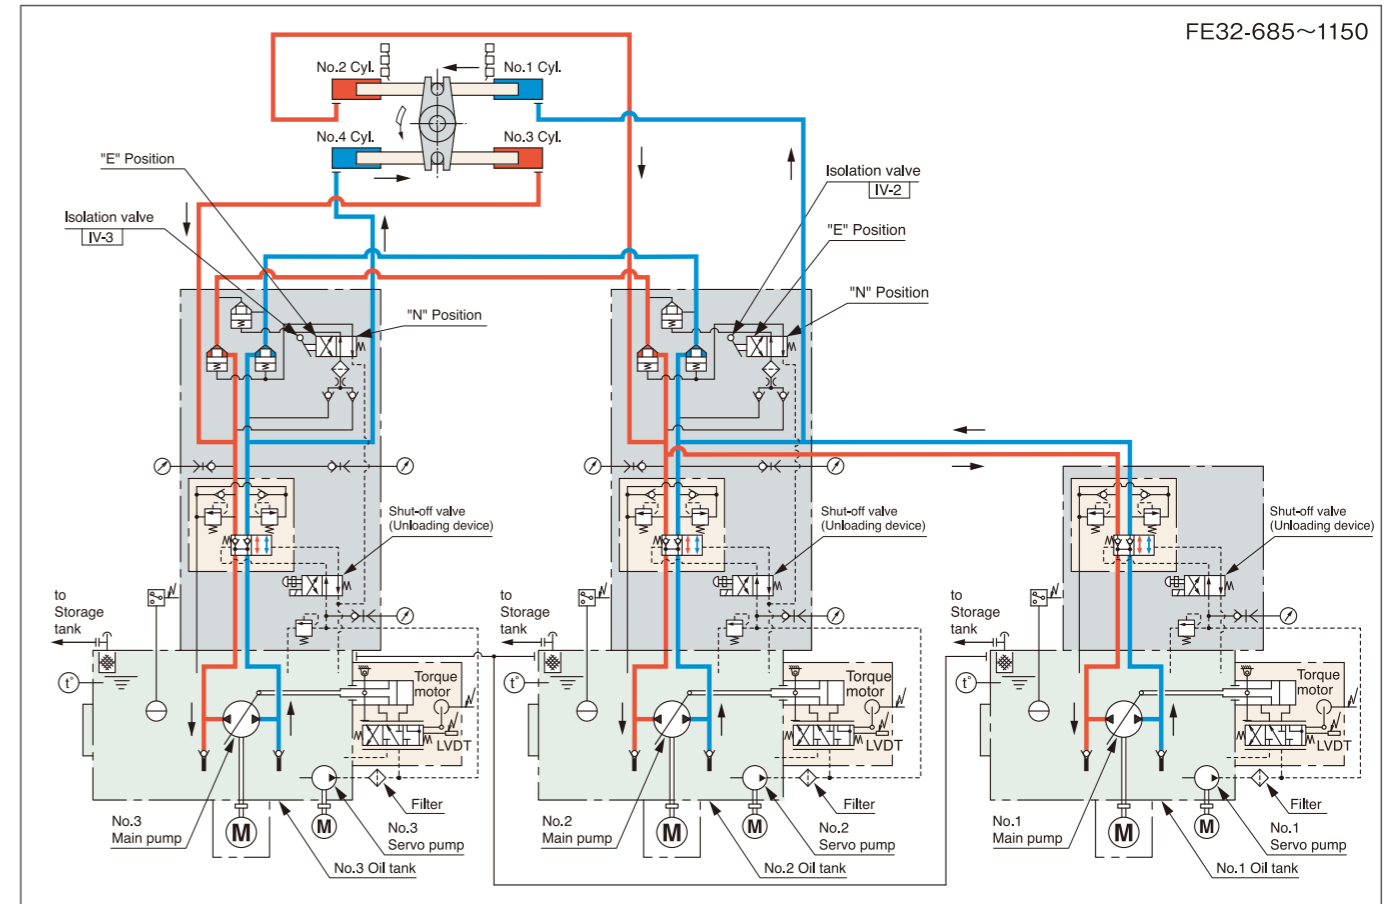 FE32-685～1150
No.2 Cyl.
No.1 Cyl.
No.4 Cyl.
No.3 Cyl.
"E" Position
Isolation valve
IV-3
"N" Position
Isolation valve
IV-2
"E" Position
"N" Position
Shut-off valve
(Unloading device)
Shut-off valve
(Unloading device)
Shut-off valve
(Unloading device)
to
Storage
tank
to
Storage
tank
to
Storage
tank
t°
Torque
motor
LVDT
t°
Torque
motor
LVDT
t°
Torque
motor
LVDT
Filter
Filter
Filter
No.3
Main pump
M
M
No.3
Servo pump
No.3 Oil tank
No.2
Main pump
M
M
No.2
Servo pump
No.2 Oil tank
No.1
Main pump
M
M
No.1
Servo pump
No.1 Oil tank